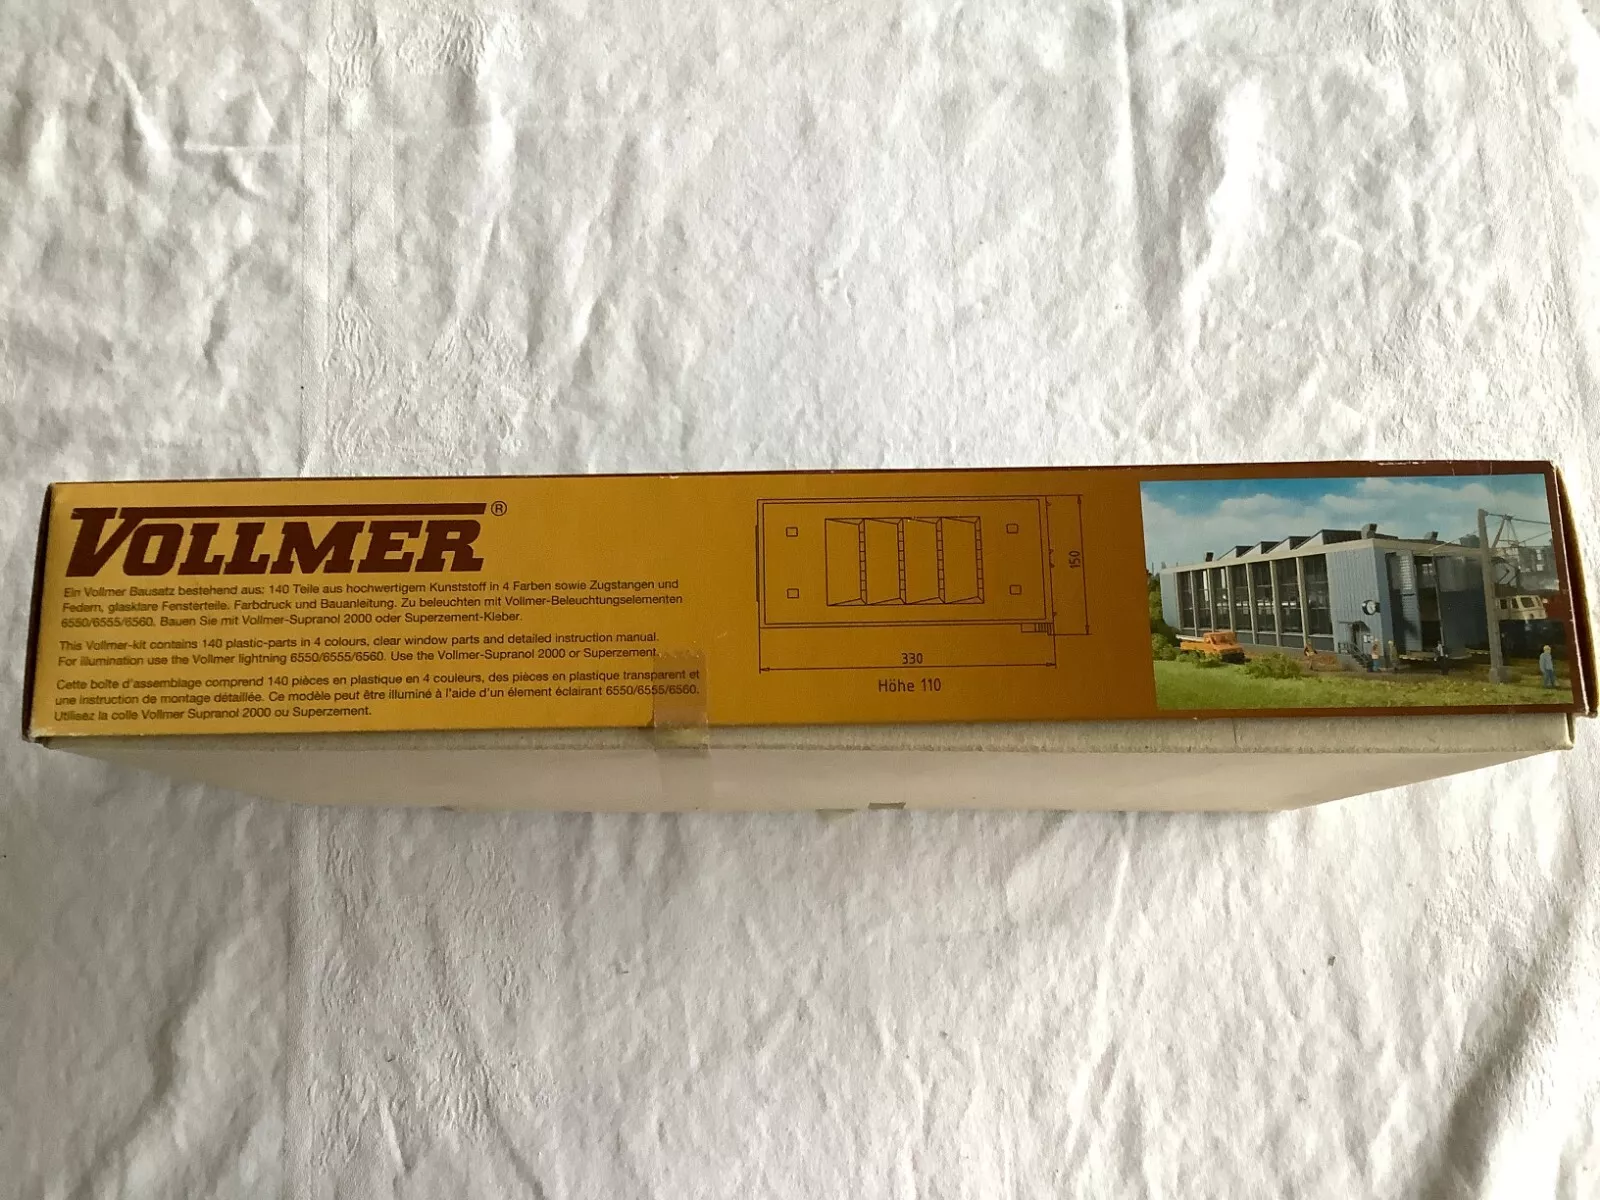 VOLLMER®
Ein Vollmer Bausatz bestehend aus: 140 Teile aus hochwertigem Kunststoff in 4 Farben sowie Zugstangen und
Federn, glasklare Fensterteile. Farbdruck und Bauanleitung. Zu beleuchten mit Vollmer-Beleuchtungselementen
6550/6555/6560. Bauen Sie mit Vollmer-Supranol 2000 oder Superzement-Kleber.
This Vollmer-kit contains 140 plastic-parts in 4 colours, clear window parts and detailed instruction manual.
For illumination use the Vollmer lightning 6550/6555/6560. Use the Vollmer-Supranol 2000 or Superzement.
Cette boîte d'assemblage comprend 140 pièces en plastique en 4 couleurs, des pièces en plastique transparent et
une instruction de montage détaillée. Ce modèle peut être illuminé à l'aide d'un élement éclairant 6550/6555/6560.
Utilisez la colle Vollmer Supranol 2000 ou Superzement.
150
330
Höhe 110